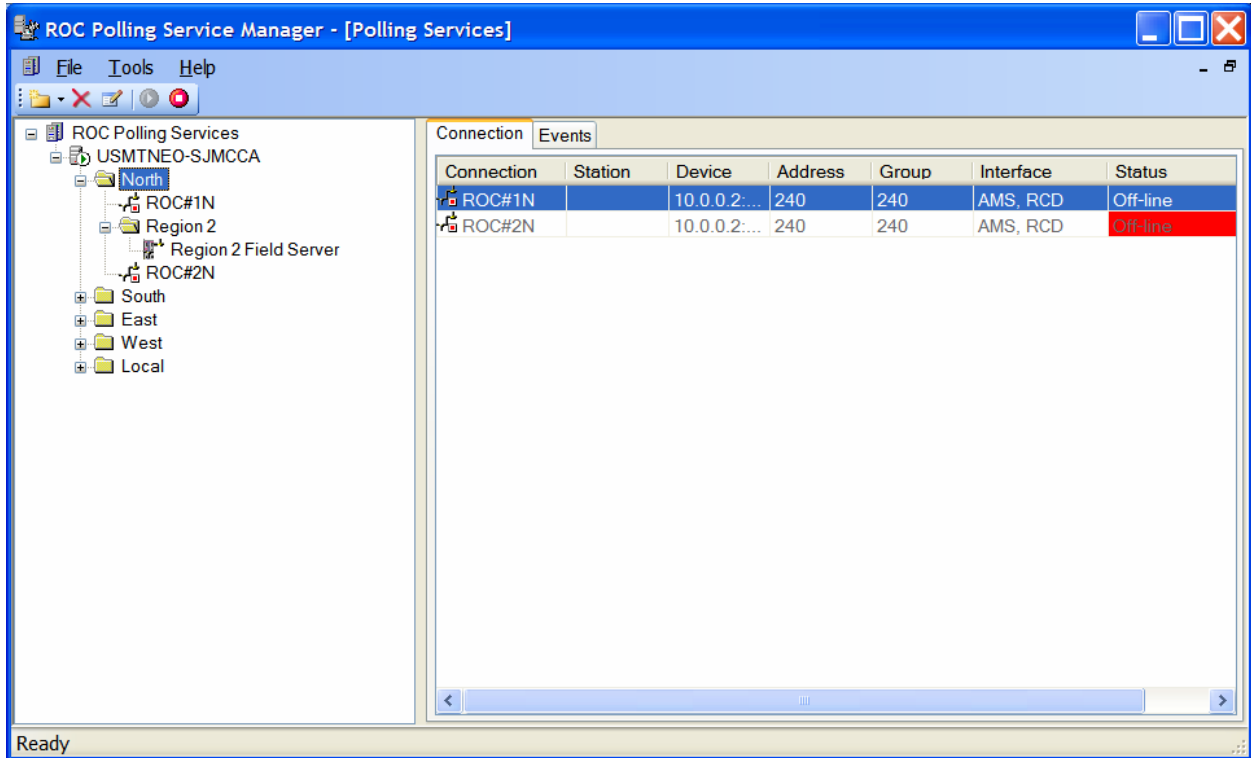 ROC Polling Service Manager - [Polling Services]
File Tools Help
ROC Polling Services
USMTNEO-SJMCCA
North
ROC#1N
Region 2
Region 2 Field Server
ROC#2N
South
East
West
Local
Connection Events
Connection Station Device Address Group Interface Status
ROC#1N 10.0.0.2:... 240 240 AMS, RCD Off-line
ROC#2N 10.0.0.2:... 240 240 AMS, RCD Off-line
Ready